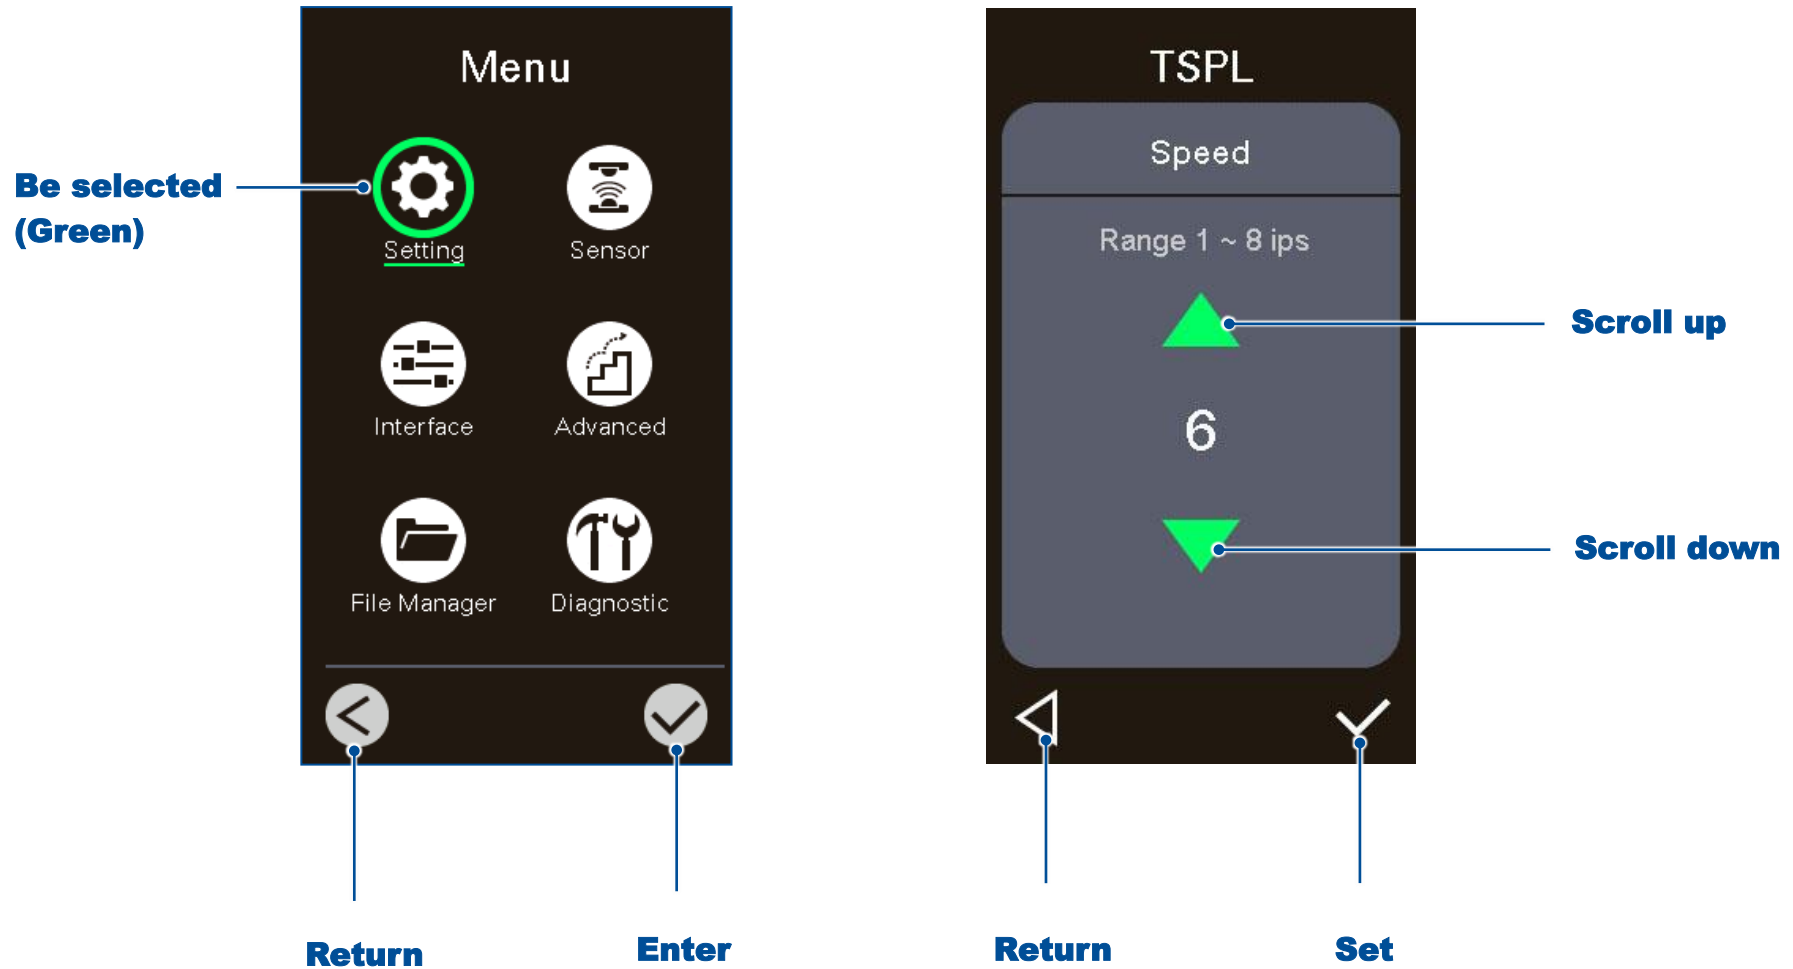 Menu
Be selected
(Green)
Setting
Sensor
Interface
Advanced
File Manager
Diagnostic
Return
Enter
TSPL
Speed
Range 1 ~ 8 ips
Scroll up
6
Scroll down
Return
Set